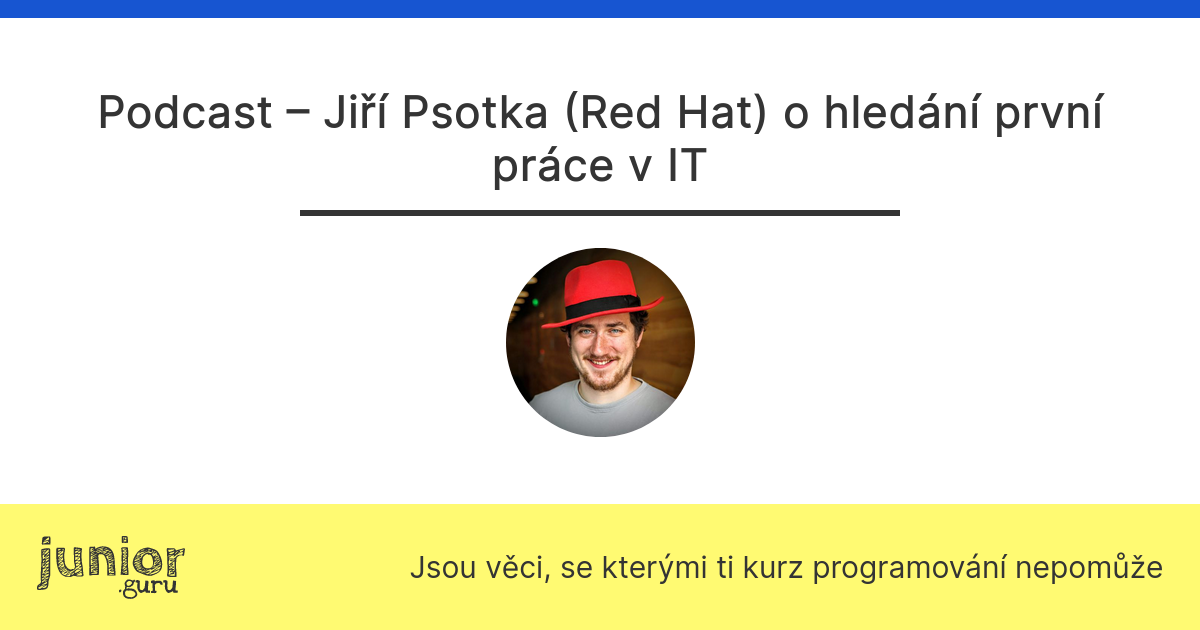 Podcast – Jiří Psotka (Red Hat) o hledání první
práce v IT
junior
.guru
Jsou věci, se kterými ti kurz programování nepomůže